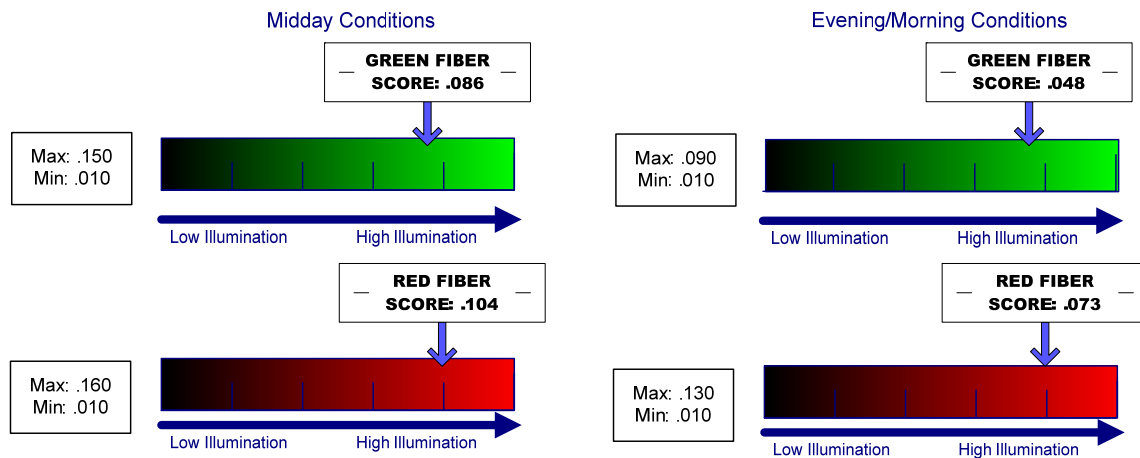 Midday Conditions
GREEN FIBER
SCORE: .086
Max: .150
Min: .010
Low Illumination High Illumination
RED FIBER
SCORE: .104
Max: .160
Min: .010
Low Illumination High Illumination
Evening/Morning Conditions
GREEN FIBER
SCORE: .048
Max: .090
Min: .010
Low Illumination High Illumination
RED FIBER
SCORE: .073
Max: .130
Min: .010
Low Illumination High Illumination